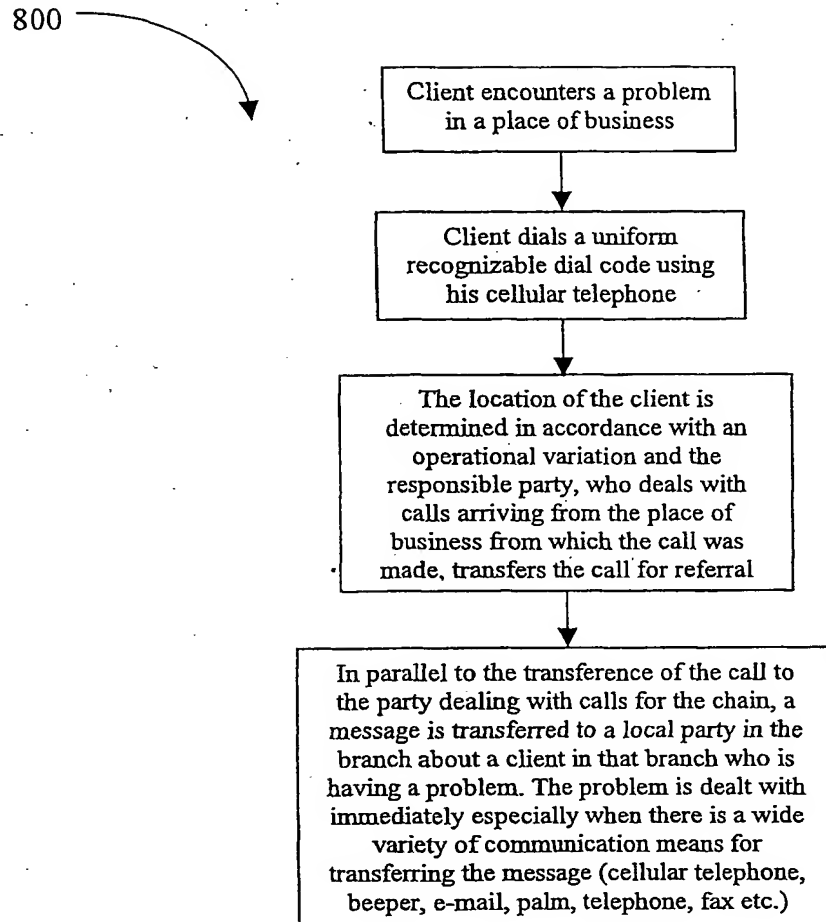 800
Client encounters a problem
in a place of business
Client dials a uniform
recognizable dial code using
his cellular telephone
The location of the client is
determined in accordance with an
operational variation and the
responsible party, who deals with
calls arriving from the place of
business from which the call was
made, transfers the call for referral
In parallel to the transference of the call to
the party dealing with calls for the chain, a
message is transferred to a local party in the
branch about a client in that branch who is
having a problem. The problem is dealt with
immediately especially when there is a wide
variety of communication means for
transferring the message (cellular telephone,
beeper, e-mail, palm, telephone, fax etc.)